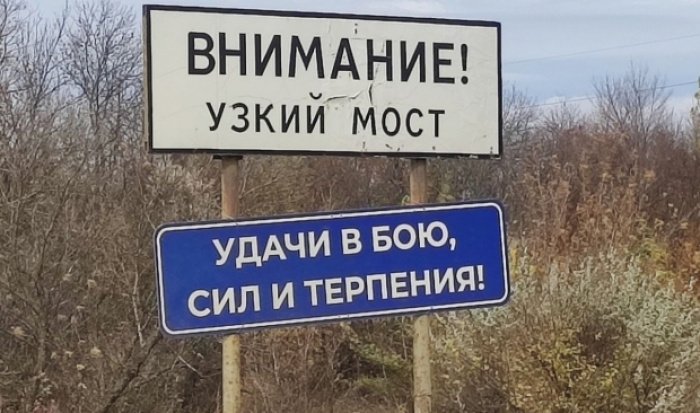 ВНИМАНИЕ!
УЗКИЙ МОСТ
УДАЧИ В БОЮ,
СИЛ И ТЕРПЕНИЯ!